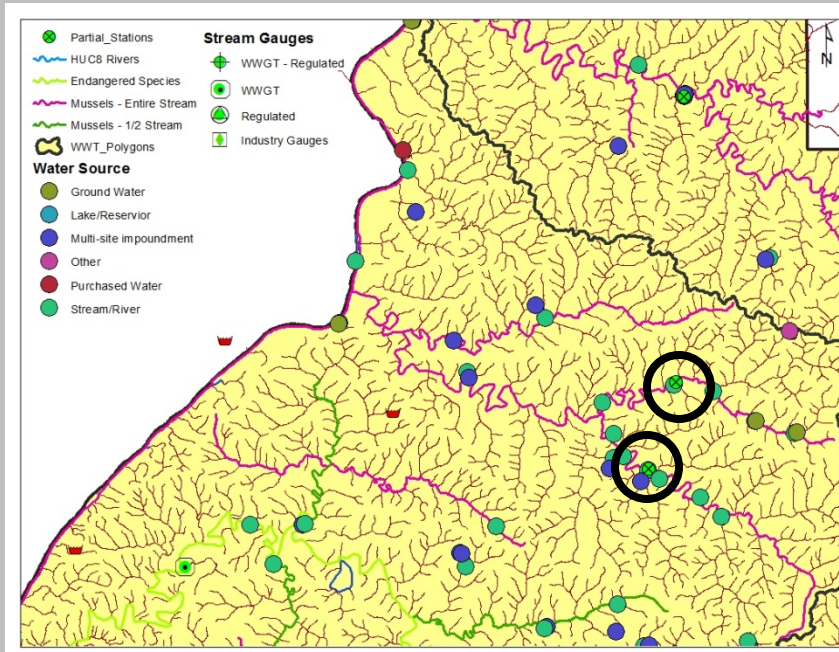 Partial_Stations
HUC8 Rivers
Endangered Species
Mussels - Entire Stream
Mussels - 1/2 Stream
WWT_Polygons
Stream Gauges
WWGT - Regulated
WWGT
Regulated
Industry Gauges
Water Source
Ground Water
Lake/Reservior
Multi-site impoundment
Other
Purchased Water
Stream/River
N